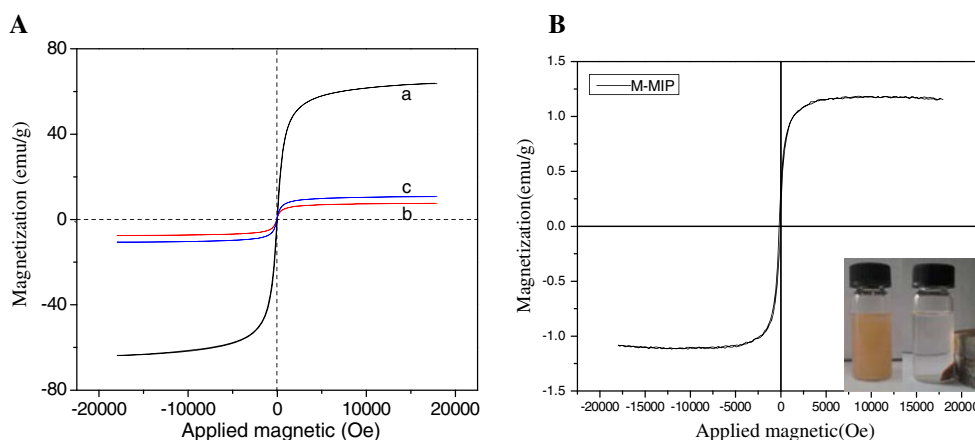 A
80
40
0
-40
-80
Magnetization (emu/g)
a
c
b
-20000 -10000 0 10000 20000
Applied magnetic (Oe)
B
1.5
1.0
0.5
0.0
-0.5
-1.0
-1.5
Magnetization(emu/g)
M-MIP
-20000 -15000 -10000 -5000 0 5000 10000 15000 20000
Applied magnetic(Oe)